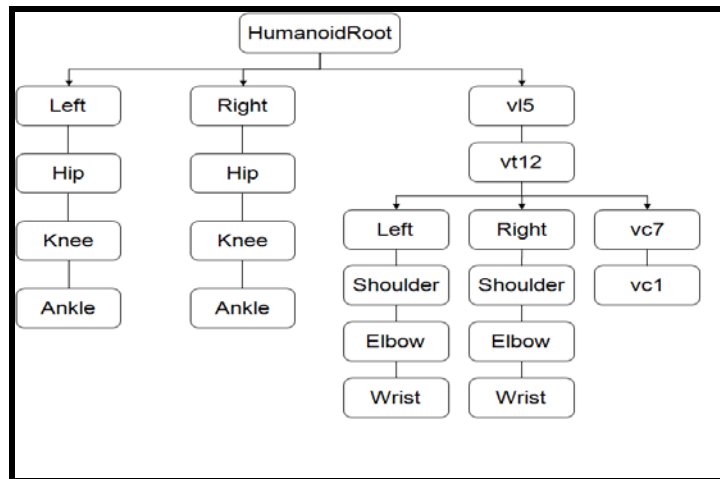 HumanoidRoot
Left Right vl5
Hip Hip vt12
Knee Knee Left Right vc7
Ankle Ankle Shoulder Shoulder vc1
Elbow Elbow
Wrist Wrist